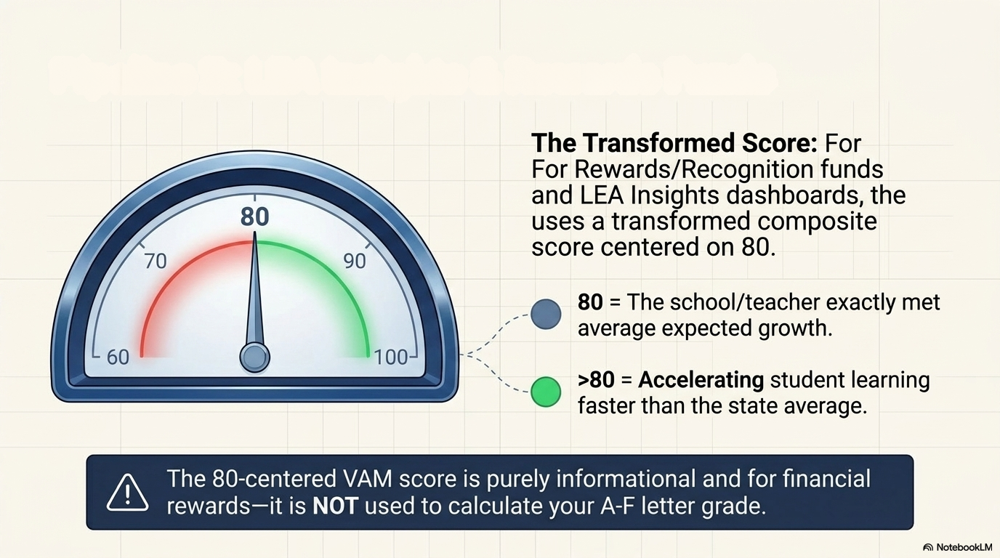 80
70
90
60
100
The Transformed Score: For
For Rewards/Recognition funds
and LEA Insights dashboards, the
uses a transformed composite
score centered on 80.
80 = The school/teacher exactly met
average expected growth.
>80 = Accelerating student learning
faster than the state average.
The 80-centered VAM score is purely informational and for financial
rewards—it is NOT used to calculate your A-F letter grade.
NotebookLM